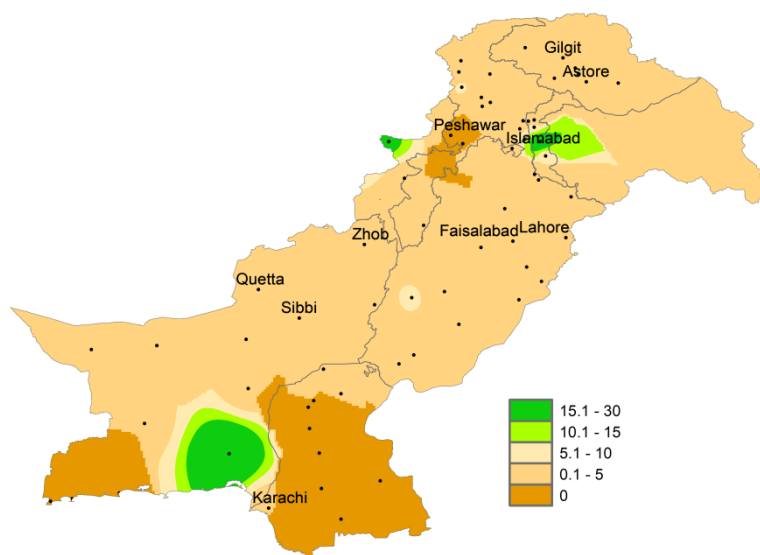 Gilgit
Astore
Peshawar
Islamabad
Zhob
Faisalabad
Lahore
Quetta
Sibbi
Karachi
15.1 - 30
10.1 - 15
5.1 - 10
0.1 - 5
0